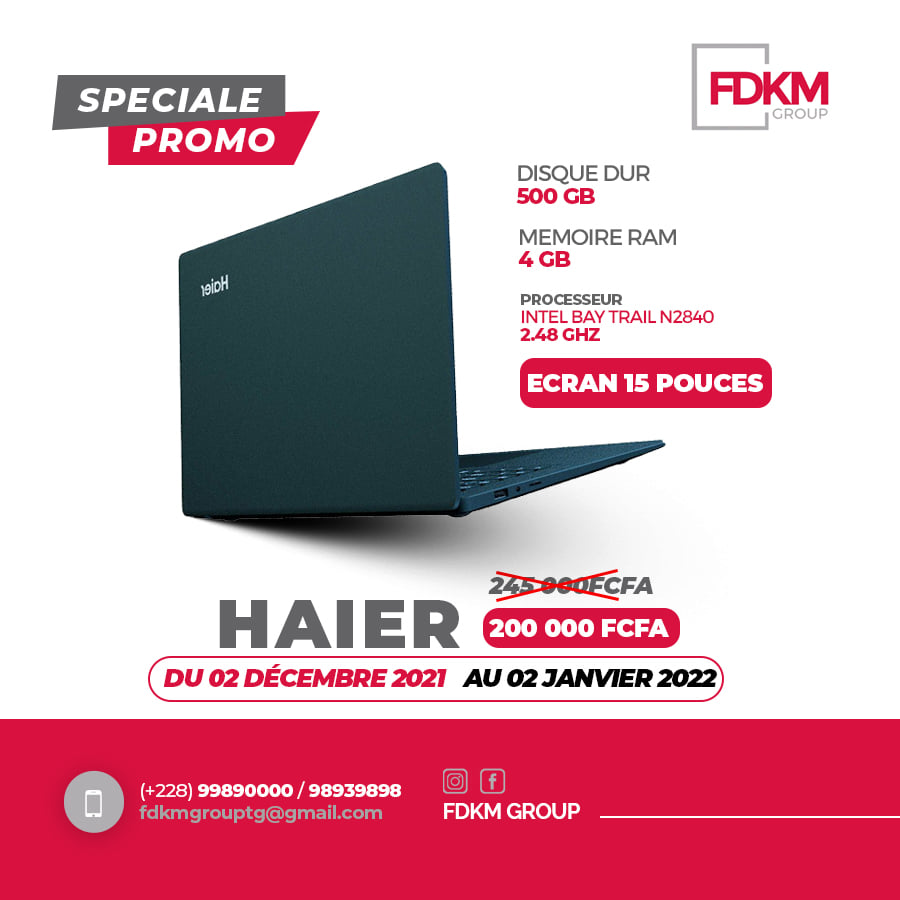 SPECIALE
PROMO
FDKM
GROUP
DISQUE DUR
500 GB
MEMOIRE RAM
4 GB
PROCESSEUR
INTEL BAY TRAIL N2840
2.48 GHZ
ECRAN 15 POUCES
Haier
245 000FCFA
HAIER
200 000 FCFA
DU 02 DÉCEMBRE 2021 AU 02 JANVIER 2022
(+228) 99890000 / 98939898
fdkmgrouptg@gmail.com
FDKM GROUP